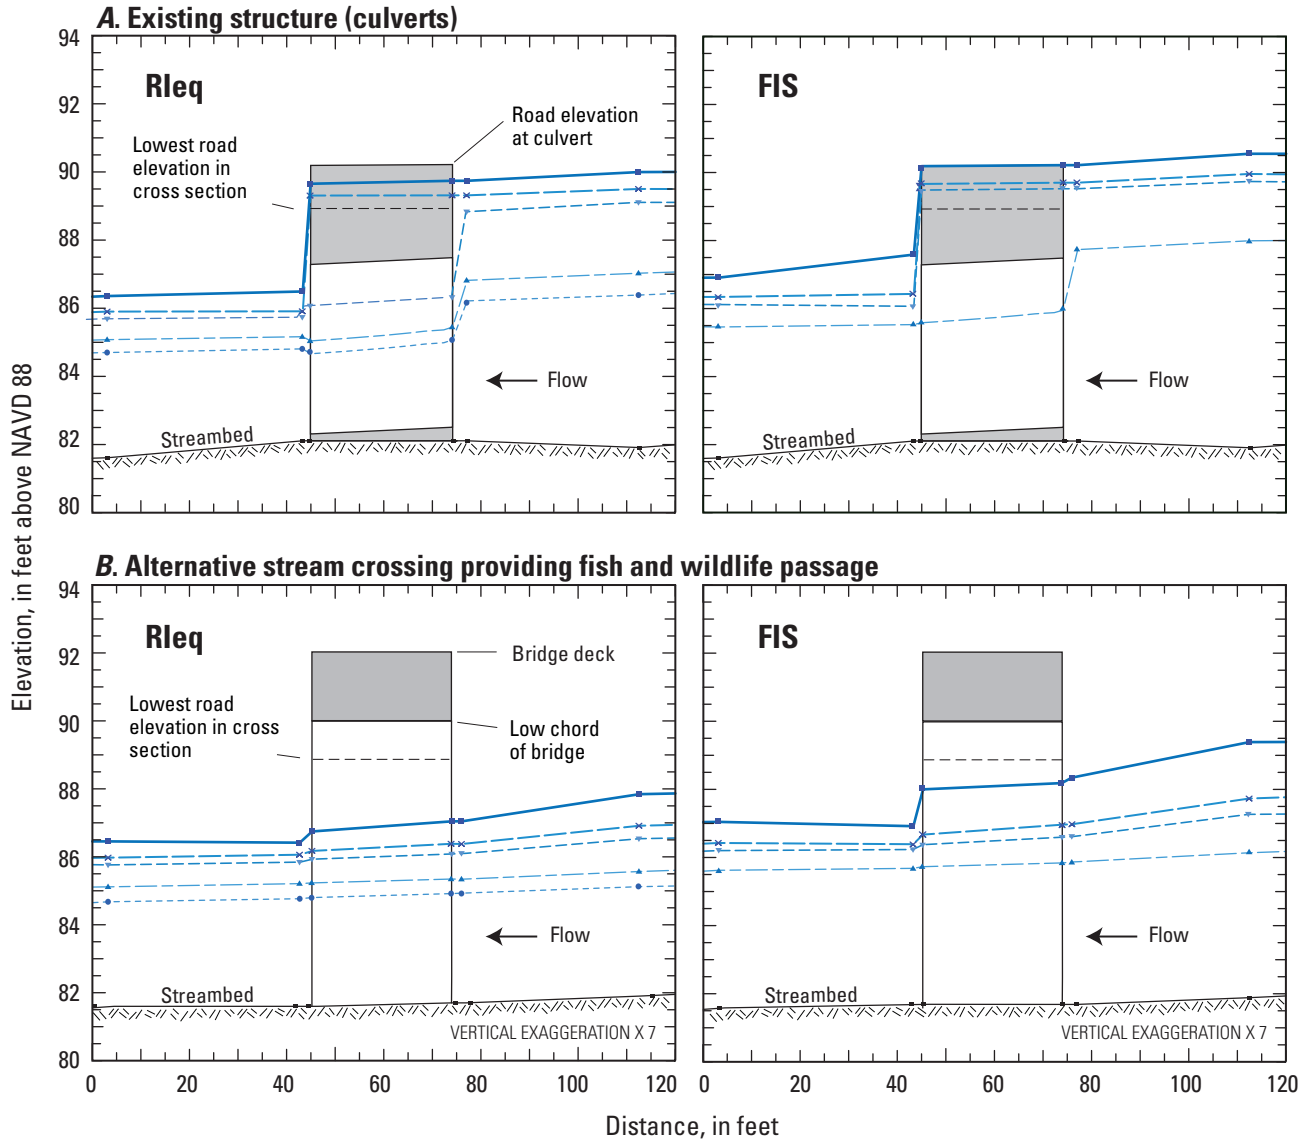 A. Existing structure (culverts)
94
92
90
88
86
84
82
80
RIeq
Lowest road
elevation in
cross section
Road elevation
at culvert
Flow
Streambed
FIS
Flow
Streambed
Elevation, in feet above NAVD 88
B. Alternative stream crossing providing fish and wildlife passage
94
92
90
88
86
84
82
80
RIeq
Bridge deck
Lowest road
elevation in cross
section
Low chord
of bridge
Flow
Streambed
VERTICAL EXAGGERATION X 7
FIS
Flow
Streambed
VERTICAL EXAGGERATION X 7
0 20 40 60 80 100 120
0 20 40 60 80 100 120
Distance, in feet